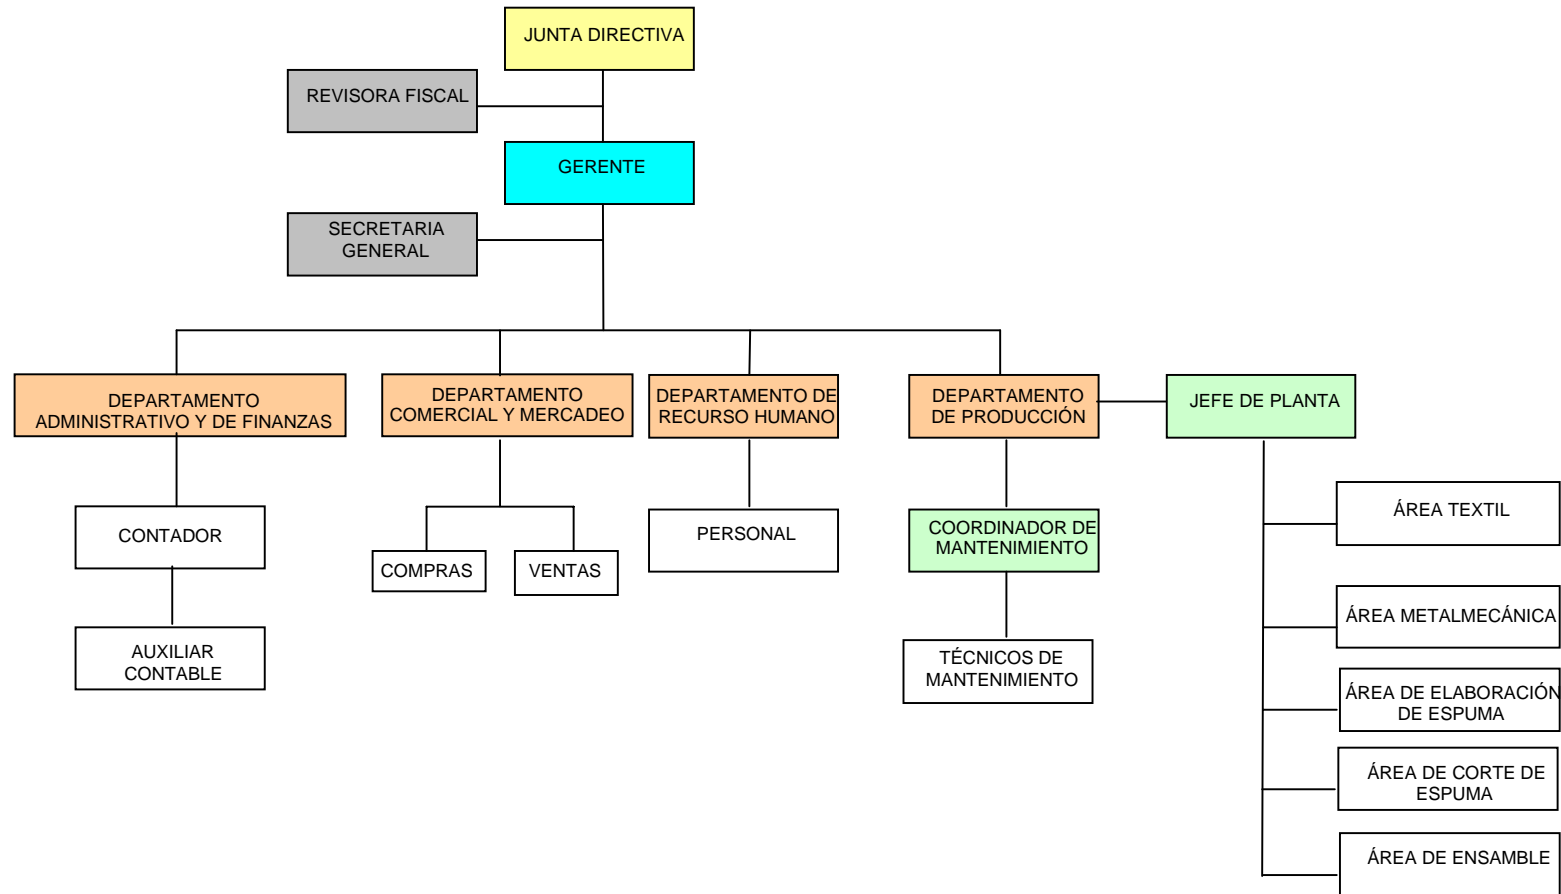 JUNTA DIRECTIVA
REVISORA FISCAL
GERENTE
SECRETARIA
GENERAL
DEPARTAMENTO
ADMINISTRATIVO Y DE FINANZAS
DEPARTAMENTO
COMERCIAL Y MERCADEO
DEPARTAMENTO DE
RECURSO HUMANO
DEPARTAMENTO
DE PRODUCCIÓN
JEFE DE PLANTA
CONTADOR
AUXILIAR
CONTABLE
COMPRAS
VENTAS
PERSONAL
COORDINADOR DE
MANTENIMIENTO
TÉCNICOS DE
MANTENIMIENTO
ÁREA TEXTIL
ÁREA METALMECÁNICA
ÁREA DE ELABORACIÓN
DE ESPUMA
ÁREA DE CORTE DE
ESPUMA
ÁREA DE ENSAMBLE